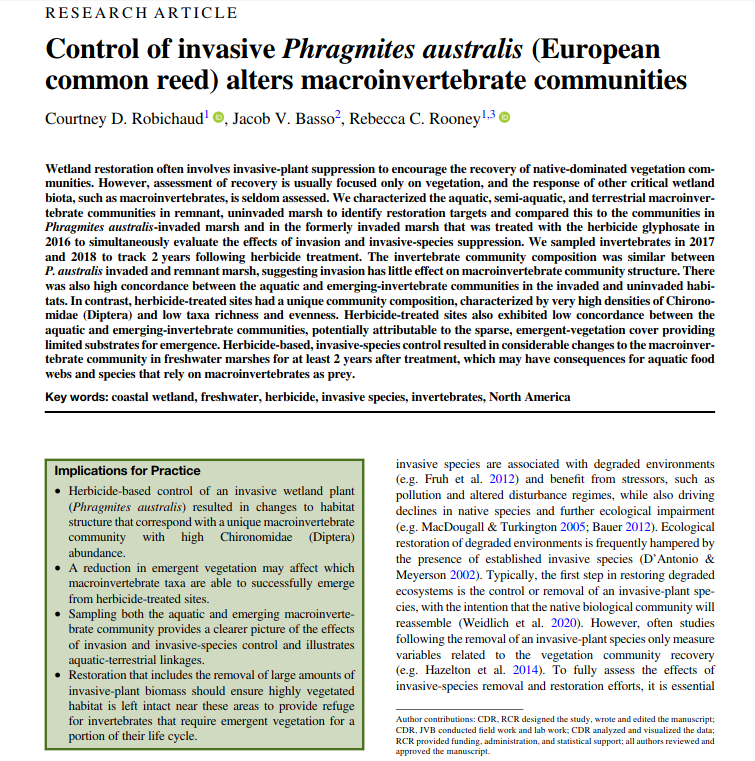 RESEARCH ARTICLE
Control of invasive Phragmites australis (European
common reed) alters macroinvertebrate communities
Courtney D. Robichaud1, Jacob V. Basso2, Rebecca C. Rooney1,3
Wetland restoration often involves invasive-plant suppression to encourage the recovery of native-dominated vegetation com-
munities. However, assessment of recovery is usually focused only on vegetation, and the response of other critical wetland
biota, such as macroinvertebrates, is seldom assessed. We characterized the aquatic, semi-aquatic, and terrestrial macroinver-
tebrate communities in remnant, uninvaded marsh to identify restoration targets and compared this to the communities in
Phragmites australis-invaded marsh and in the formerly invaded marsh that was treated with the herbicide glyphosate in
2016 to simultaneously evaluate the effects of invasion and invasive-species suppression. We sampled invertebrates in 2017
and 2018 to track 2 years following herbicide treatment. The invertebrate community composition was similar between
P. australis invaded and remnant marsh, suggesting invasion has little effect on macroinvertebrate community structure. There
was also high concordance between the aquatic and emerging-invertebrate communities in the invaded and uninvaded habi-
tats. In contrast, herbicide-treated sites had a unique community composition, characterized by very high densities of Chirono-
midae (Diptera) and low taxa richness and evenness. Herbicide-treated sites also exhibited low concordance between the
aquatic and emerging-invertebrate communities, potentially attributable to the sparse, emergent-vegetation cover providing
limited substrates for emergence. Herbicide-based, invasive-species control resulted in considerable changes to the macroinver-
tebrate community in freshwater marshes for at least 2 years after treatment, which may have consequences for aquatic food
webs and species that rely on macroinvertebrates as prey.
Key words: coastal wetland, freshwater, herbicide, invasive species, invertebrates, North America
Implications for Practice
• Herbicide-based control of an invasive wetland plant
(Phragmites australis) resulted in changes to habitat
structure that correspond with a unique macroinvertebrate
community with high Chironomidae (Diptera)
abundance.
• A reduction in emergent vegetation may affect which
macroinvertebrate taxa are able to successfully emerge
from herbicide-treated sites.
• Sampling both the aquatic and emerging macroinverte-
brate community provides a clearer picture of the effects
of invasion and invasive-species control and illustrates
aquatic-terrestrial linkages.
• Restoration that includes the removal of large amounts of
invasive-plant biomass should ensure highly vegetated
habitat is left intact near these areas to provide refuge
for invertebrates that require emergent vegetation for a
portion of their life cycle.
invasive species are associated with degraded environments
(e.g. Fruh et al. 2012) and benefit from stressors, such as
pollution and altered disturbance regimes, while also driving
declines in native species and further ecological impairment
(e.g. MacDougall & Turkington 2005; Bauer 2012). Ecological
restoration of degraded environments is frequently hampered by
the presence of established invasive species (D'Antonio &
Meyerson 2002). Typically, the first step in restoring degraded
ecosystems is the control or removal of an invasive-plant spe-
cies, with the intention that the native biological community will
reassemble (Weidlich et al. 2020). However, often studies
following the removal of an invasive-plant species only measure
variables related to the vegetation community recovery
(e.g. Hazelton et al. 2014). To fully assess the effects of
invasive-species removal and restoration efforts, it is essential
Author contributions: CDR, RCR designed the study, wrote and edited the manuscript;
CDR, JVB conducted field work and lab work; CDR analyzed and visualized the data;
RCR provided funding, administration, and statistical support; all authors reviewed and
approved the manuscript.